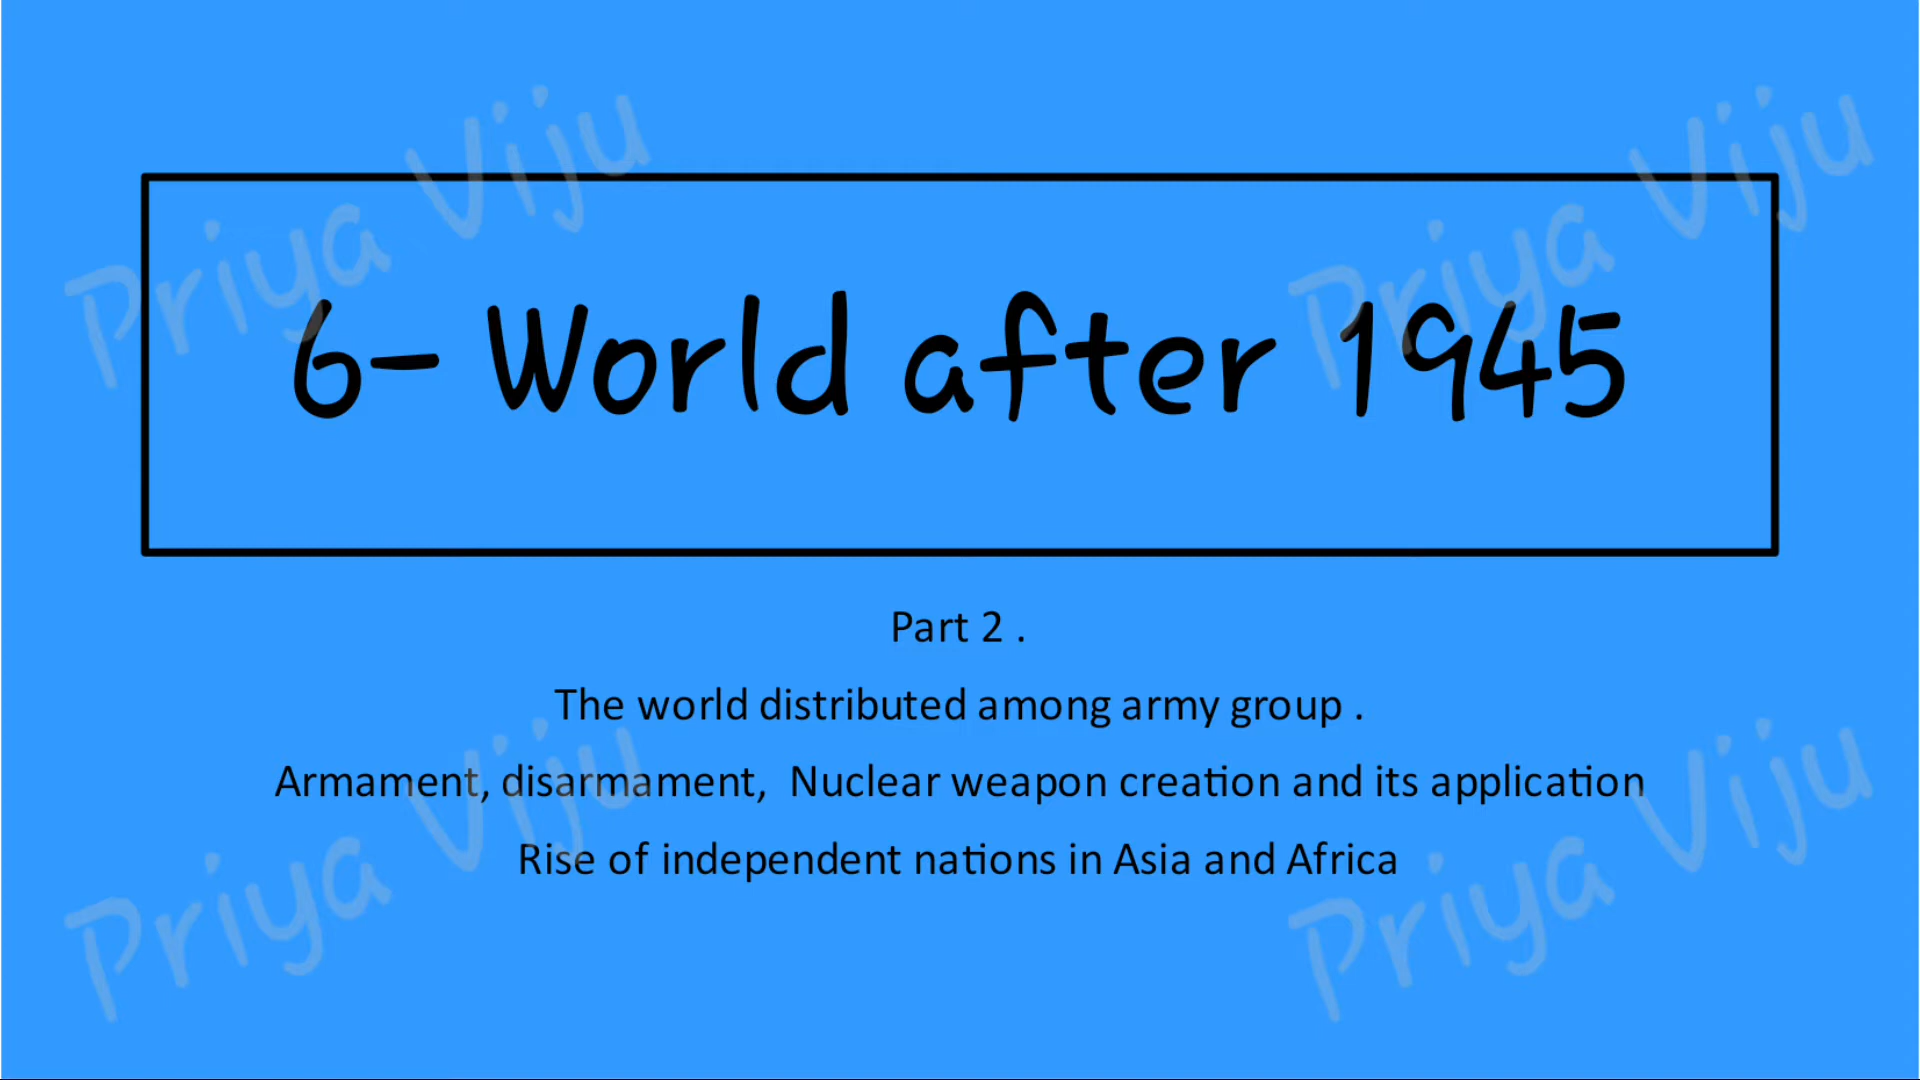 Priya Viju
Priya Viju
6- World after 1945
Part 2 .
The world distributed among army group .
Armament, disarmament,  Nuclear weapon creation and its application
Rise of independent nations in Asia and Africa
Priya Viju
Priya Viju